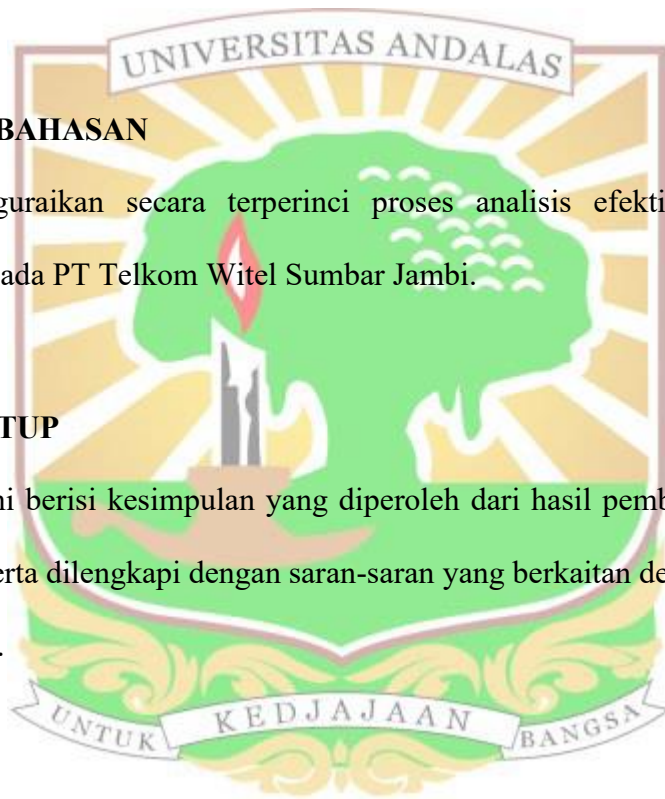 UNIVERSITAS ANDALAS
BAHASAN
guraikan secara terperinci proses analisis efekti
ada PT Telkom Witel Sumbar Jambi.
TUP
ni berisi kesimpulan yang diperoleh dari hasil pemb
erta dilengkapi dengan saran-saran yang berkaitan de
.
UNTUK KEDJAJAAN BANGSA